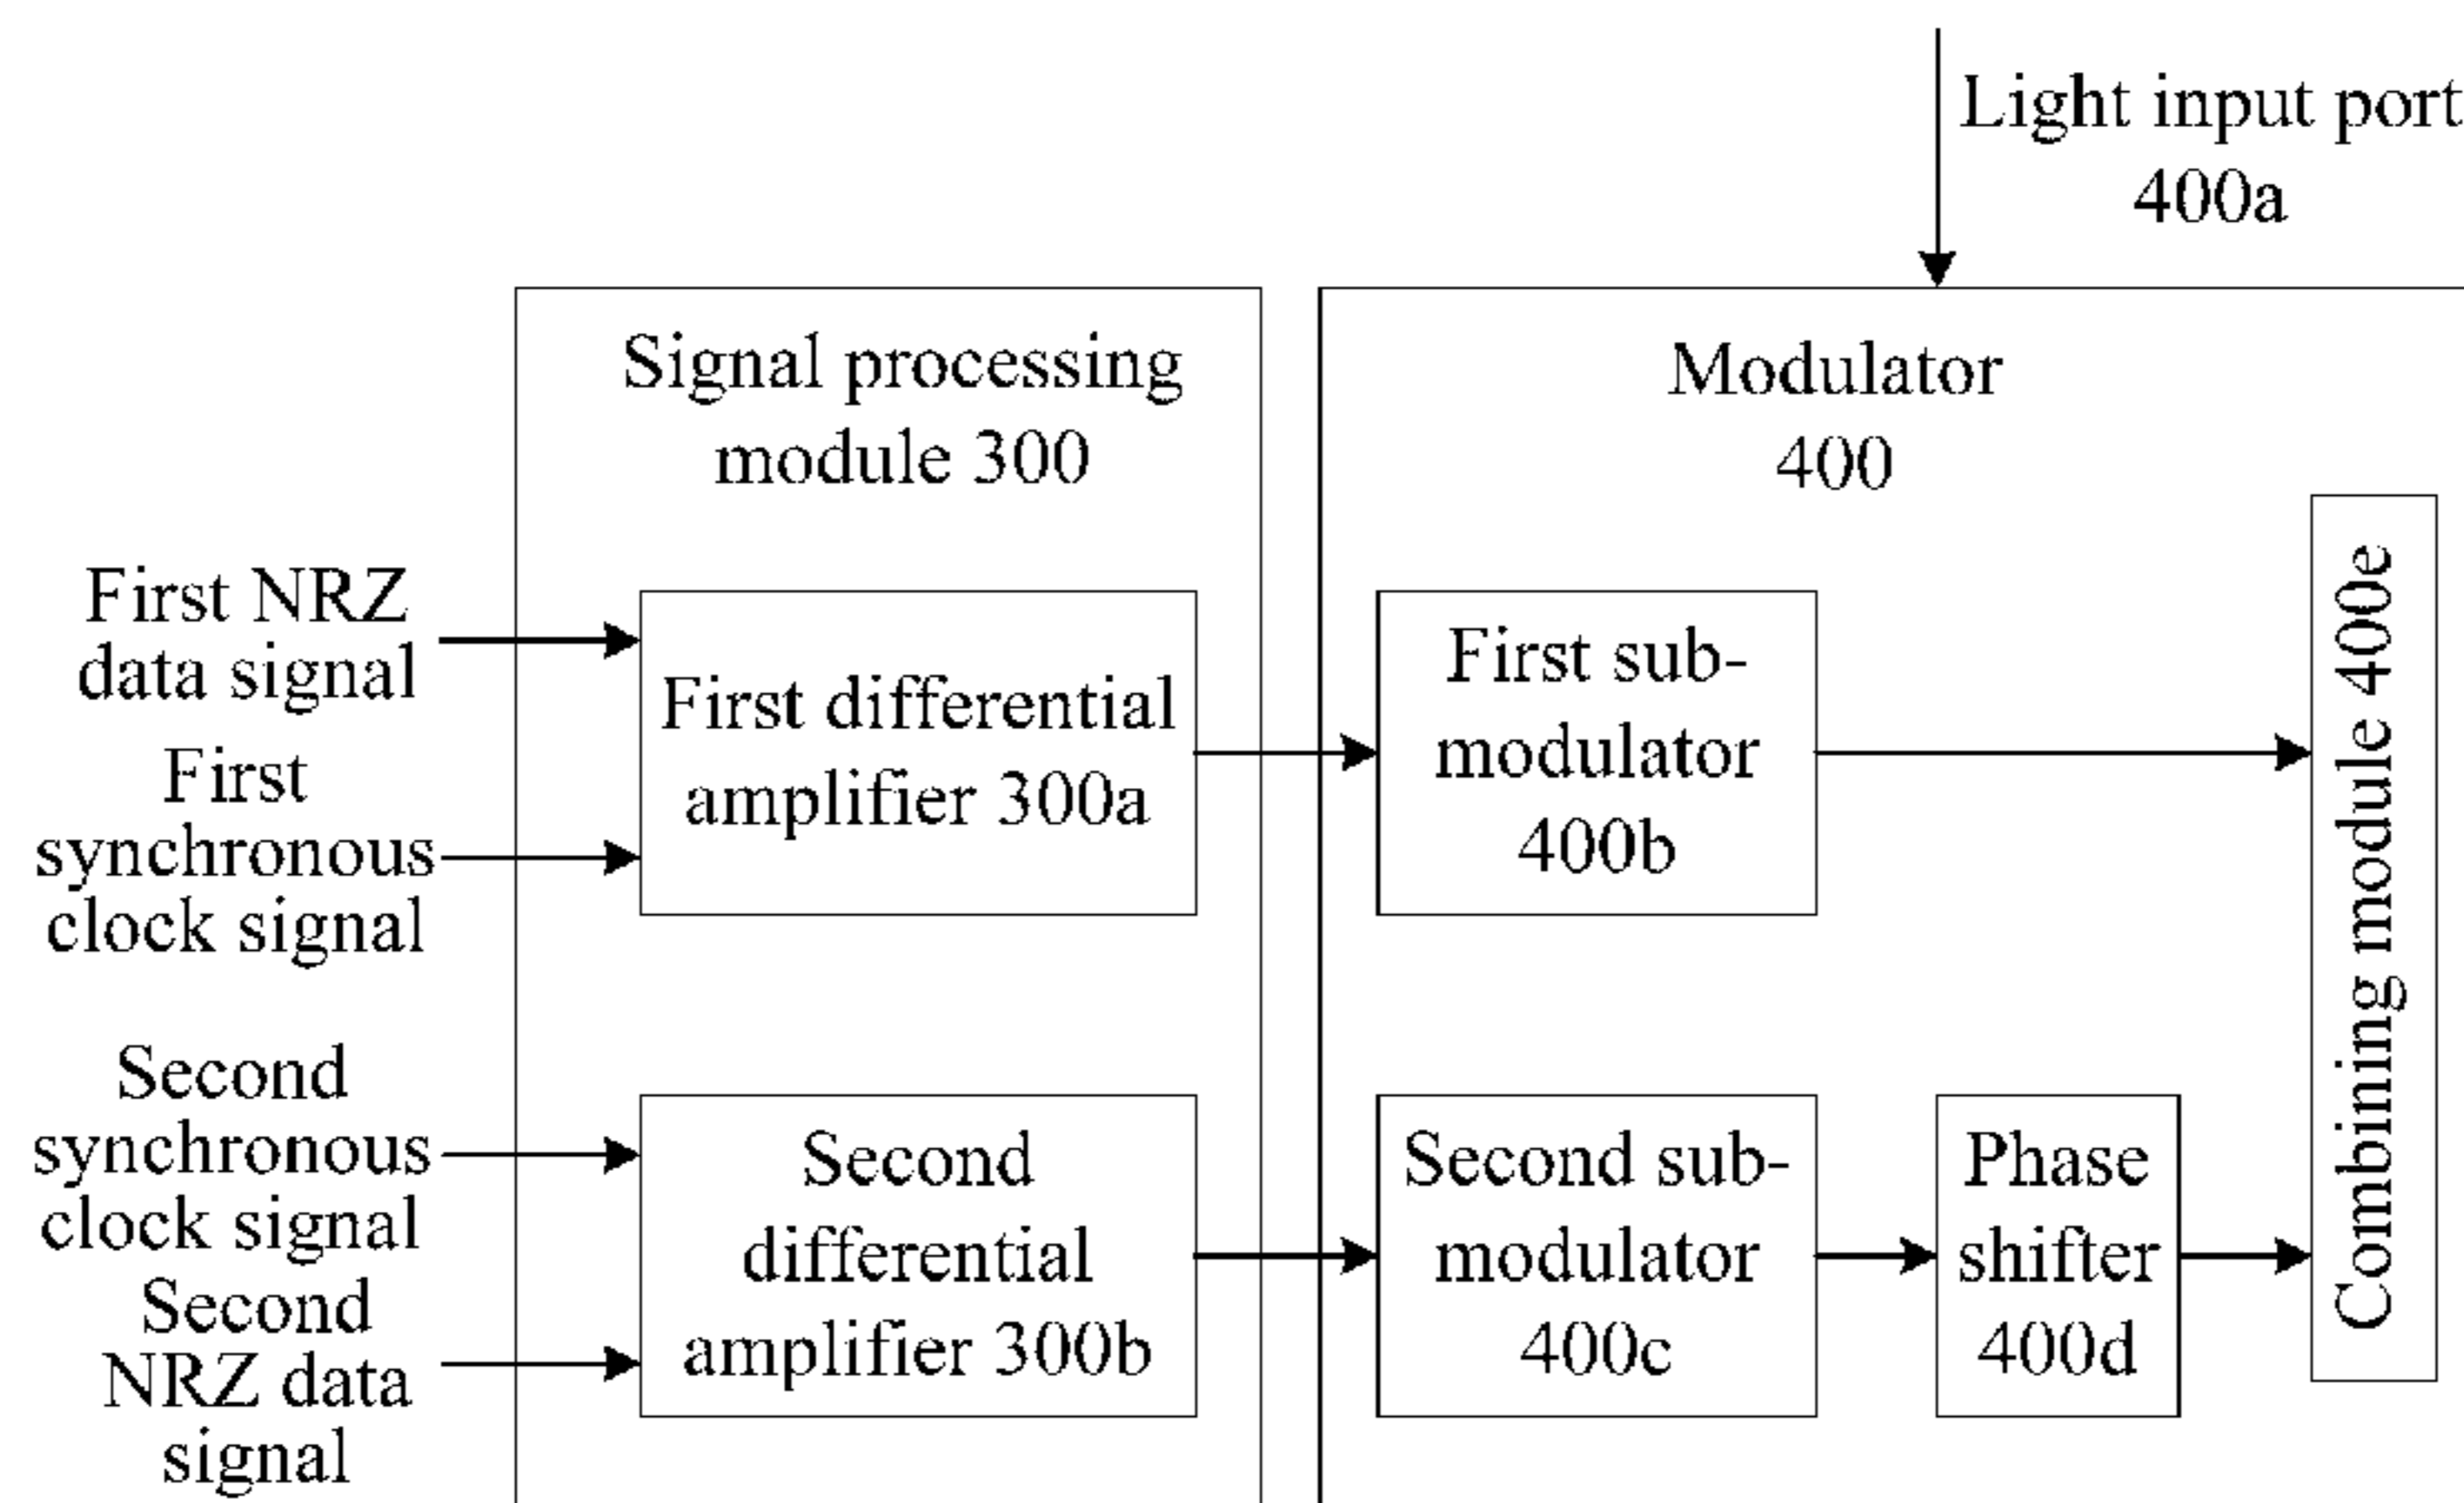 Light input port
400a
Signal processing
module 300
Modulator
400
First NRZ
data signal
First
synchronous
clock signal
First differential
amplifier 300a
First sub-
modulator
400b
Combining module 400e
Second
synchronous
clock signal
Second
NRZ data
signal
Second
differential
amplifier 300b
Second sub-
modulator
400c
Phase
shifter
400d